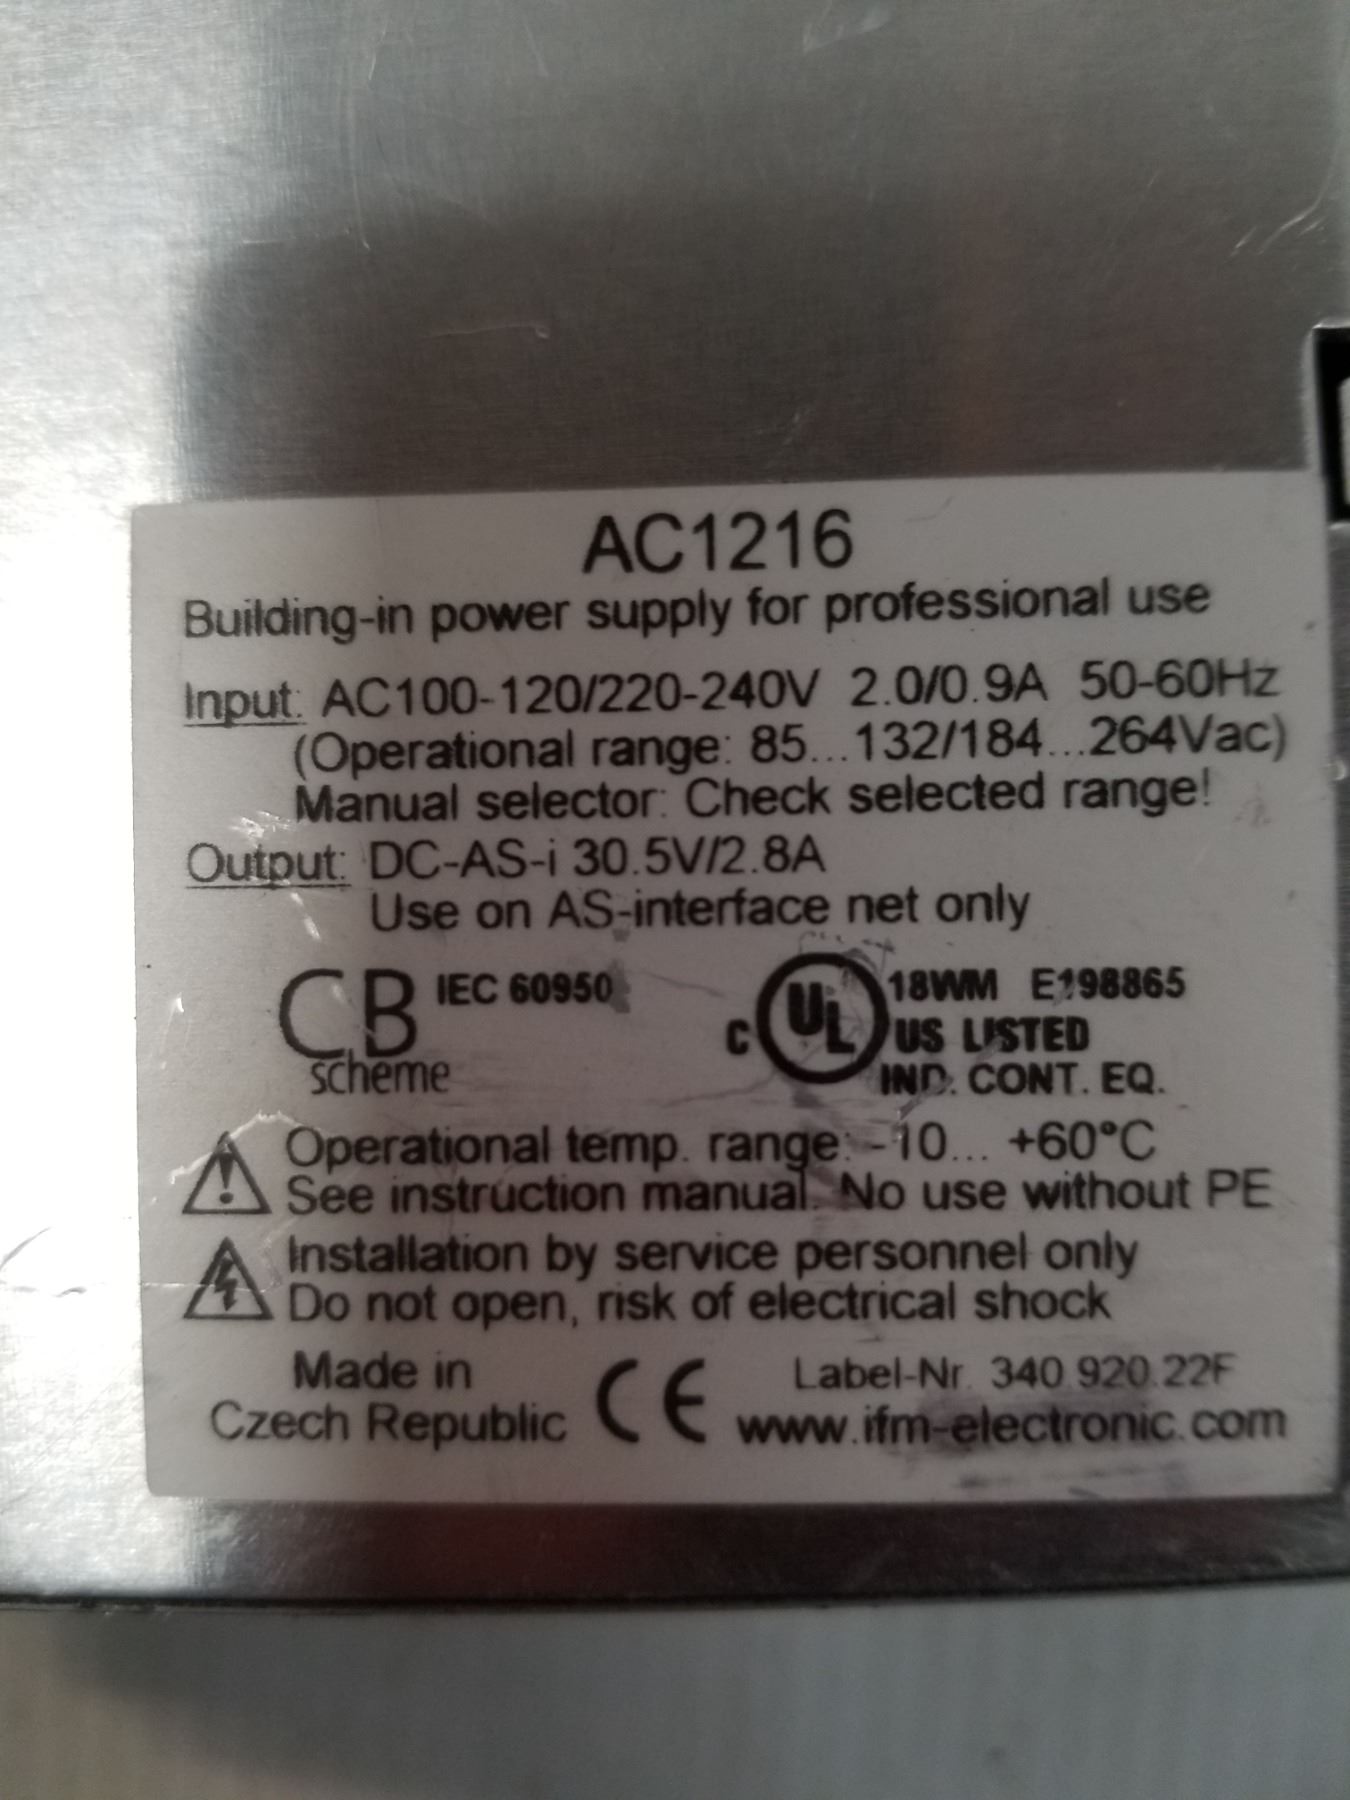 AC1216
Building-in power supply for professional use
Input: AC100-120/220-240V 2.0/0.9A 50-60Hz
(Operational range: 85...132/184...264Vac)
Manual selector: Check selected range!
Output: DC-AS-i 30.5V/2.8A
Use on AS-interface net only
CB scheme IEC 60950
C UL US LISTED 18WM E198865
IND. CONT. EQ.
Operational temp. range: -10... +60°C
See instruction manual. No use without PE
Installation by service personnel only
Do not open, risk of electrical shock
Made in
Czech Republic
CE
Label-Nr. 340.920.22F
www.ifm-electronic.com